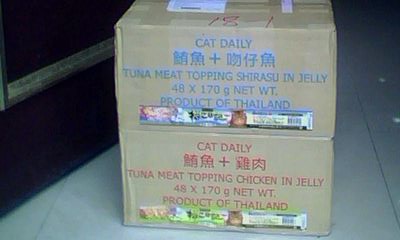 18-1
CAT DAILY
鮪魚+吻仔魚
TUNA MEAT TOPPING SHIRASU IN JELLY
48 X 170 g NET WT.
PRODUCT OF THAILAND
CAT DAILY
鮪魚+雞肉
TUNA MEAT TOPPING CHICKEN IN JELLY
48 X 170 g NET WT.
PRODUCT OF THAILAND